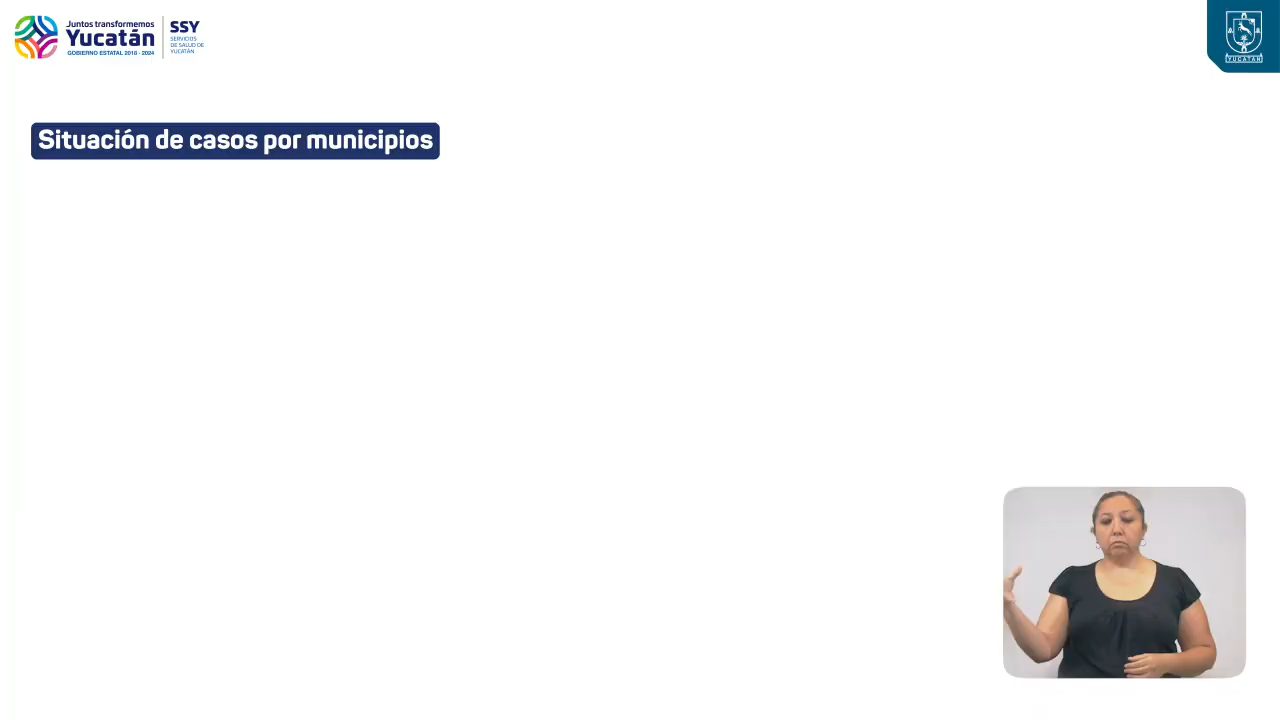 Juntos transformemos
Yucatán
GOBIERNO ESTATAL 2018 - 2024
SSY
SERVICIOS
DE SALUD DE
YUCATÁN
YUCATÁN
Situación de casos por municipios